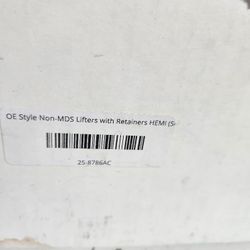 OE Style Non-MDS Lifters with Retainers HEMI (S
25-8786AC